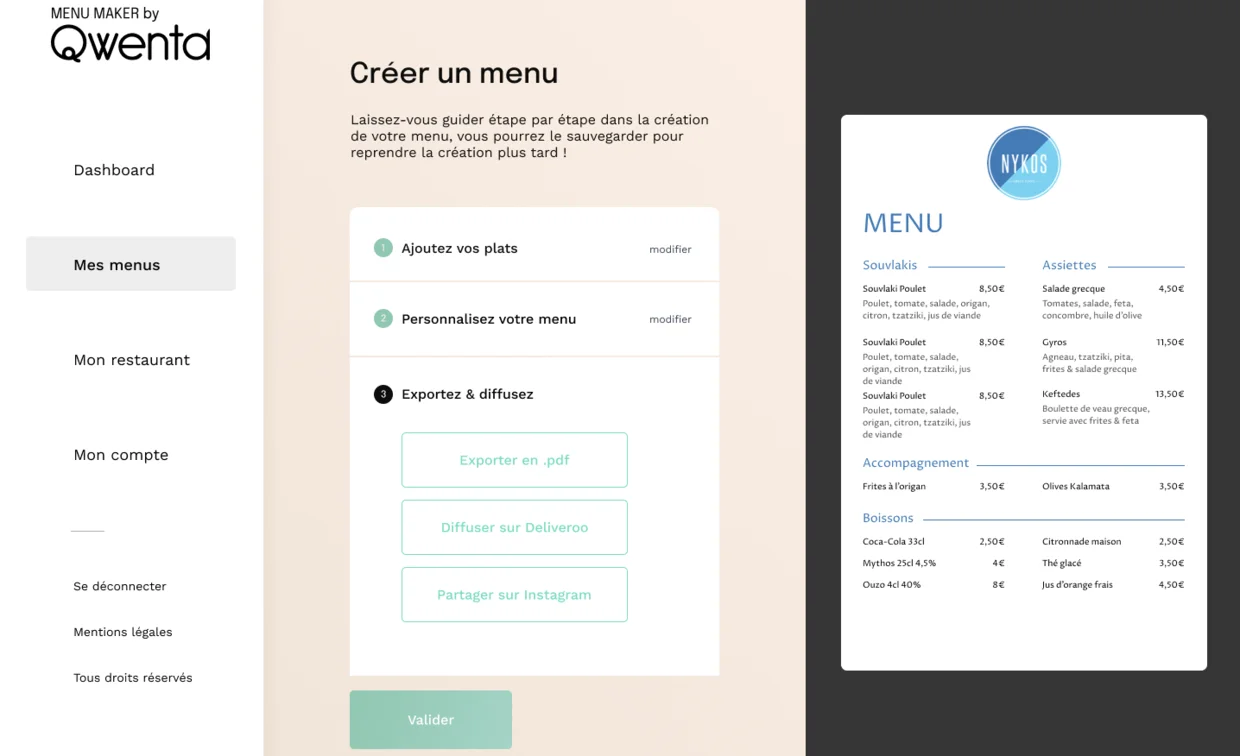 MENU MAKER by
Qwenta
Dashboard
Mes menus
Mon restaurant
Mon compte
Se déconnecter
Mentions légales
Tous droits réservés
Créer un menu
Laissez-vous guider étape par étape dans la création
de votre menu, vous pourrez le sauvegarder pour
reprendre la création plus tard !
1 Ajoutez vos plats modifier
2 Personnalisez votre menu modifier
3 Exportez & diffusez
Exporter en .pdf
Diffuser sur Deliveroo
Partager sur Instagram
Valider
NYKOS
MENU
Souvlakis
Souvlaki Poulet 8,50€
Poulet, tomate, salade, origan,
citron, tzatziki, jus de viande
Souvlaki Poulet 8,50€
Poulet, tomate, salade,
origan, citron, tzatziki, jus
de viande
Souvlaki Poulet 8,50€
Poulet, tomate, salade,
origan, citron, tzatziki, jus
de viande
Assiettes
Salade grecque 4,50€
Tomates, salade, feta,
concombre, huile d'olive
Gyros 11,50€
Agneau, tzatziki, pita,
frites & salade grecque
Keftedes 13,50€
Boulette de veau grecque,
servie avec frites & feta
Accompagnement
Frites à l'origan 3,50€ Olives Kalamata 3,50€
Boissons
Coca-Cola 33cl 2,50€ Citronnade maison 2,50€
Mythos 25cl 4,5% 4€ Thé glacé 3,50€
Ouzo 4cl 40% 8€ Jus d'orange frais 4,50€